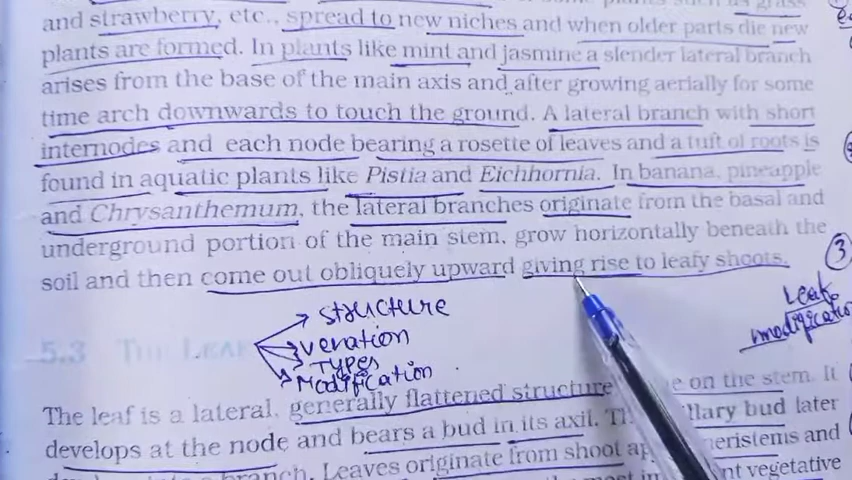 and strawberry, etc., spread to new niches and when older parts die new
plants are formed. In plants like mint and jasmine a slender lateral branch
arises from the base of the main axis and after growing aerially for some
time arch downwards to touch the ground. A lateral branch with short
internodes and each node bearing a rosette of leaves and a tuft of roots is
found in aquatic plants like Pistia and Eichhornia. In banana, pineapple
and Chrysanthemum, the lateral branches originate from the basal and
underground portion of the main stem, grow horizontally beneath the
soil and then come out obliquely upward giving rise to leafy shoots.
3
structure
veration
Types
Modification
5.3 THE LEAF
The leaf is a lateral, generally flattened structure on the stem. It
develops at the node and bears a bud in its axil. bud later
branch. Leaves originate from shoot and
vegetative